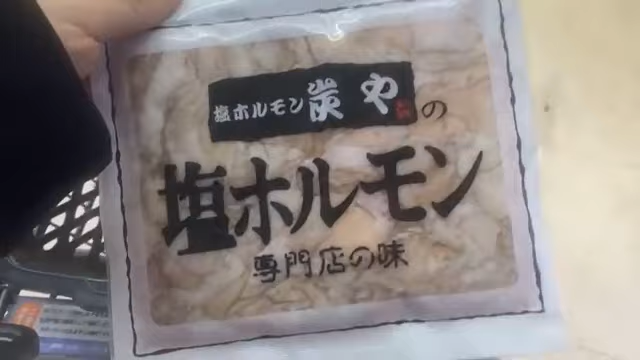 塩ホルモン 炭や の
塩ホルモン
専門店の味